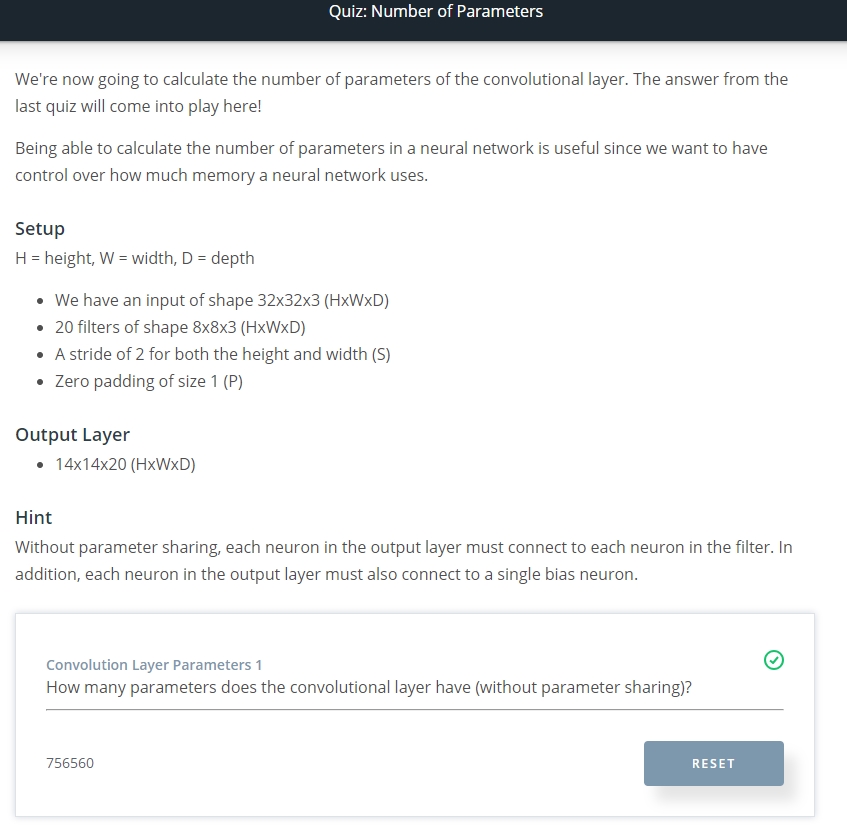 Quiz: Number of Parameters
We're now going to calculate the number of parameters of the convolutional layer. The answer from the
last quiz will come into play here!
Being able to calculate the number of parameters in a neural network is useful since we want to have
control over how much memory a neural network uses.
Setup
H = height, W = width, D = depth
• We have an input of shape 32x32x3 (HxWxD)
• 20 filters of shape 8x8x3 (HxWxD)
• A stride of 2 for both the height and width (S)
• Zero padding of size 1 (P)
Output Layer
• 14x14x20 (HxWxD)
Hint
Without parameter sharing, each neuron in the output layer must connect to each neuron in the filter. In
addition, each neuron in the output layer must also connect to a single bias neuron.
Convolution Layer Parameters 1
How many parameters does the convolutional layer have (without parameter sharing)?
756560
RESET